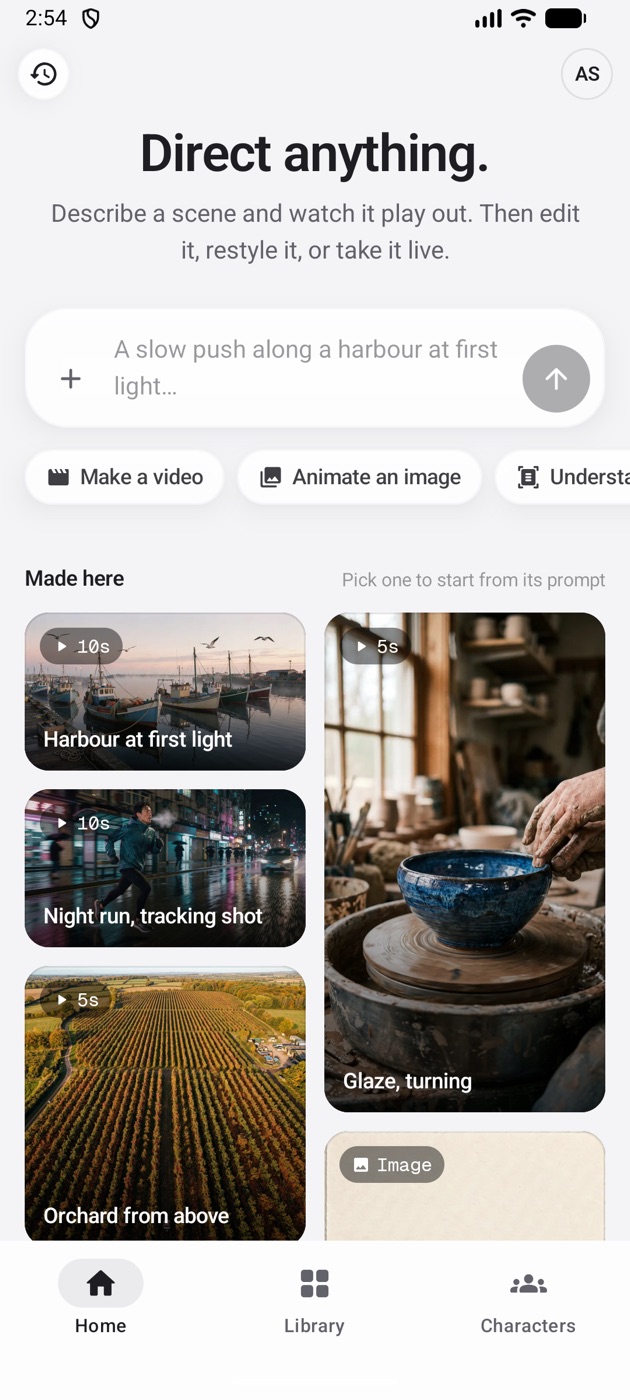 2:54
AS
Direct anything.
Describe a scene and watch it play out. Then edit
it, restyle it, or take it live.
A slow push along a harbour at first
light…
Make a video
Animate an image
Understa
Made here
Pick one to start from its prompt
10s
Harbour at first light
5s
10s
Night run, tracking shot
5s
Glaze, turning
Image
Orchard from above
Home
Library
Characters